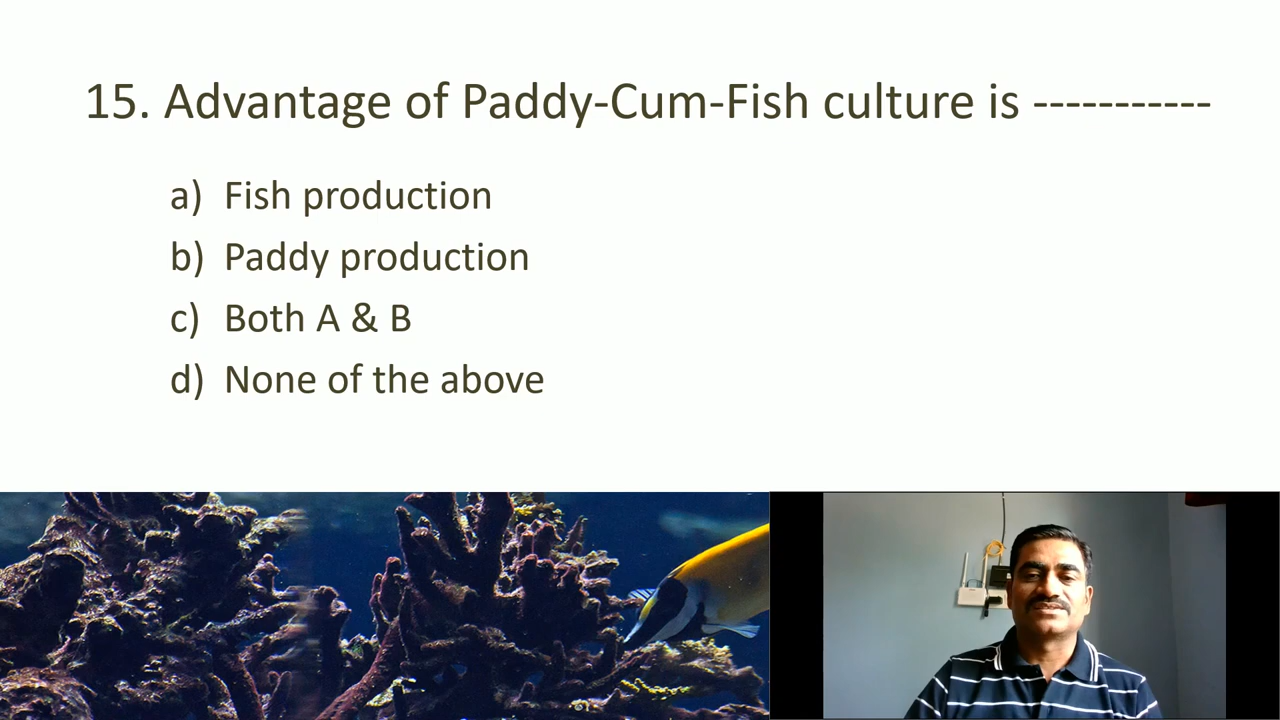 15. Advantage of Paddy-Cum-Fish culture is -----------
a) Fish production
b) Paddy production
c) Both A & B
d) None of the above